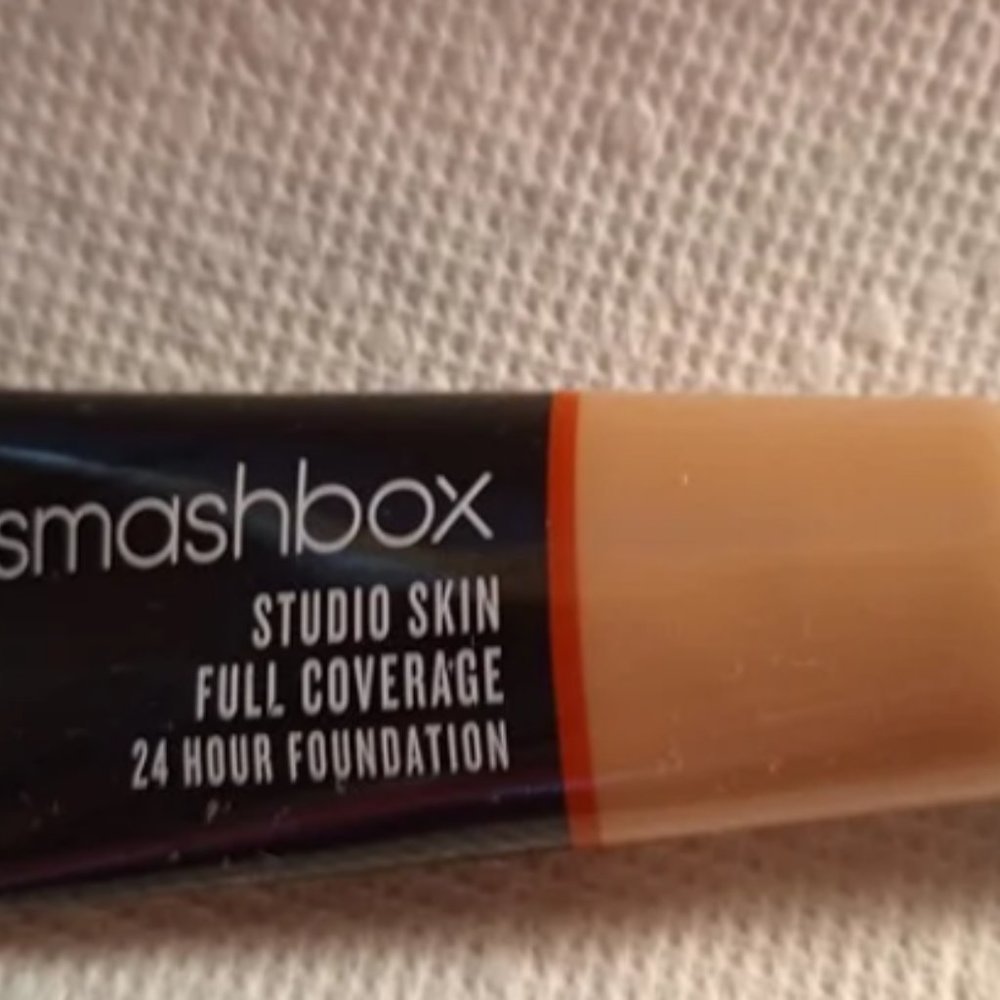 smashbox
STUDIO SKIN
FULL COVERAGE
24 HOUR FOUNDATION